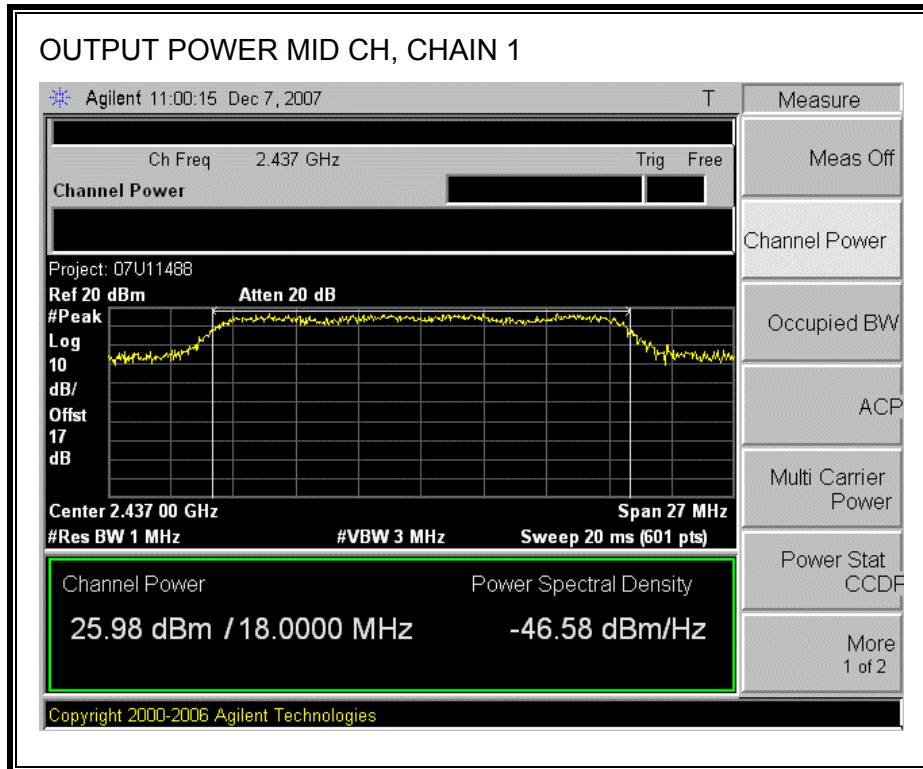 OUTPUT POWER MID CH, CHAIN 1
Agilent 11:00:15 Dec 7, 2007 T
Measure
Ch Freq 2.437 GHz Trig Free
Channel Power
Meas Off
Channel Power
Occupied BW
ACP
Multi Carrier
Power
Power Stat
CCDF
More
1 of 2
Project: 07U11488
Ref 20 dBm Atten 20 dB
#Peak
Log
10
dB/
Offst
17
dB
Center 2.437 00 GHz Span 27 MHz
#Res BW 1 MHz #VBW 3 MHz Sweep 20 ms (601 pts)
Channel Power Power Spectral Density
25.98 dBm / 18.0000 MHz -46.58 dBm/Hz
Copyright 2000-2006 Agilent Technologies